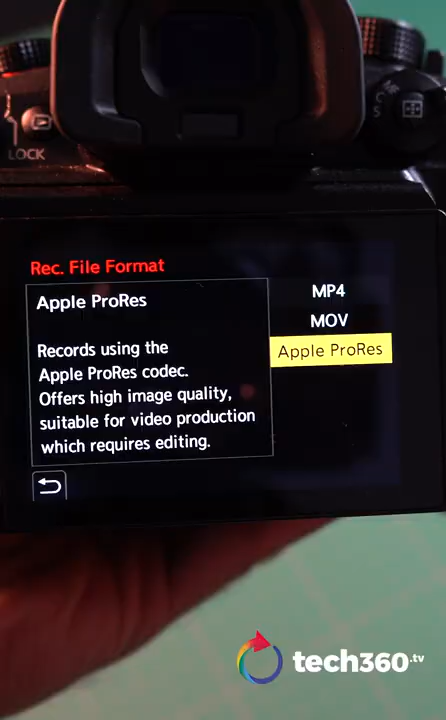 LOCK
Rec. File Format
Apple ProRes
Records using the
Apple ProRes codec.
Offers high image quality,
suitable for video production
which requires editing.
MP4
MOV
Apple ProRes
tech360.tv